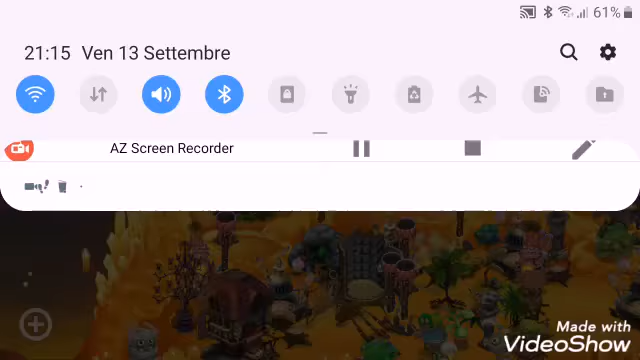 61%
21:15 Ven 13 Settembre
AZ Screen Recorder
Made with
VideoShow